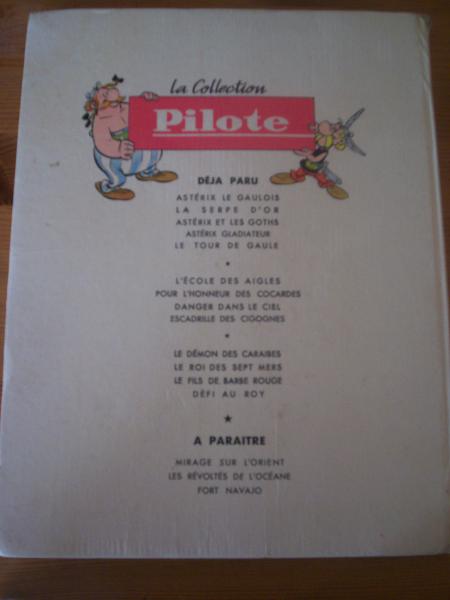 La Collection
Pilote
DÉJA PARU
ASTÉRIX LE GAULOIS
LA SERPE D'OR
ASTÉRIX ET LES GOTHS
ASTÉRIX GLADIATEUR
LE TOUR DE GAULE
L'ÉCOLE DES AIGLES
POUR L'HONNEUR DES COCARDES
DANGER DANS LE CIEL
ESCADRILLE DES CIGOGNES
LE DÉMON DES CARAIBES
LE ROI DES SEPT MERS
LE FILS DE BARBE ROUGE
DÉFI AU ROY
A PARAITRE
MIRAGE SUR L'ORIENT
LES RÉVOLTÉS DE L'OCÉANE
FORT NAVAJO